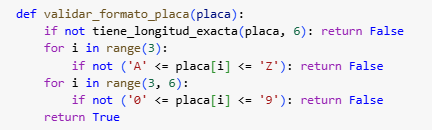 def validar_formato_placa(placa):
    if not tiene_longitud_exacta(placa, 6): return False
    for i in range(3):
        if not ('A' <= placa[i] <= 'Z'): return False
    for i in range(3, 6):
        if not ('0' <= placa[i] <= '9'): return False
    return True